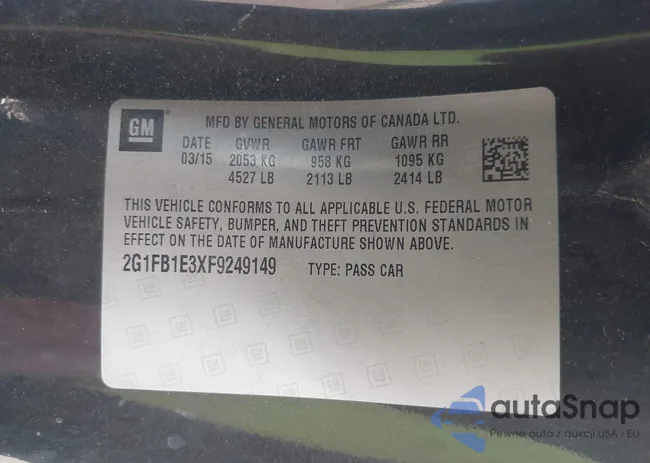 GM
MFD BY GENERAL MOTORS OF CANADA LTD.
DATE GVWR GAWR FRT GAWR RR
03/15 2053 KG 958 KG 1095 KG
4527 LB 2113 LB 2414 LB
THIS VEHICLE CONFORMS TO ALL APPLICABLE U.S. FEDERAL MOTOR
VEHICLE SAFETY, BUMPER, AND THEFT PREVENTION STANDARDS IN
EFFECT ON THE DATE OF MANUFACTURE SHOWN ABOVE.
2G1FB1E3XF9249149 TYPE: PASS CAR
autaSnap
Pewne auta z aukcji USA i EU